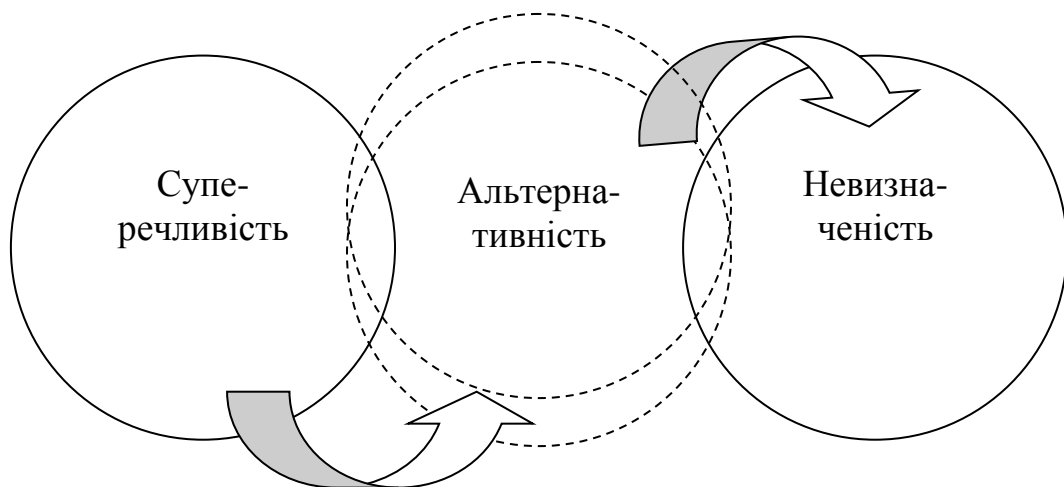 Супе-
речливість
Альтерна-
тивність
Невизна-
ченість